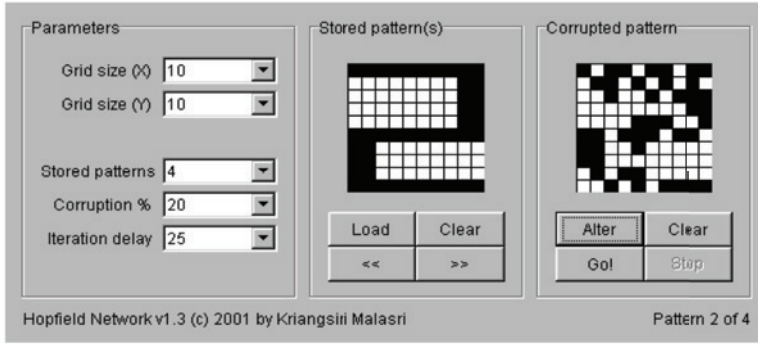 Parameters
Grid size (X) 10
Grid size (Y) 10
Stored patterns 4
Corruption % 20
Iteration delay 25
Stored pattern(s)
Load Clear
<< >>
Corrupted pattern
Alter Clear
Go! Stop
Hopfield Network v1.3 (c) 2001 by Kriangsiri Malasri
Pattern 2 of 4